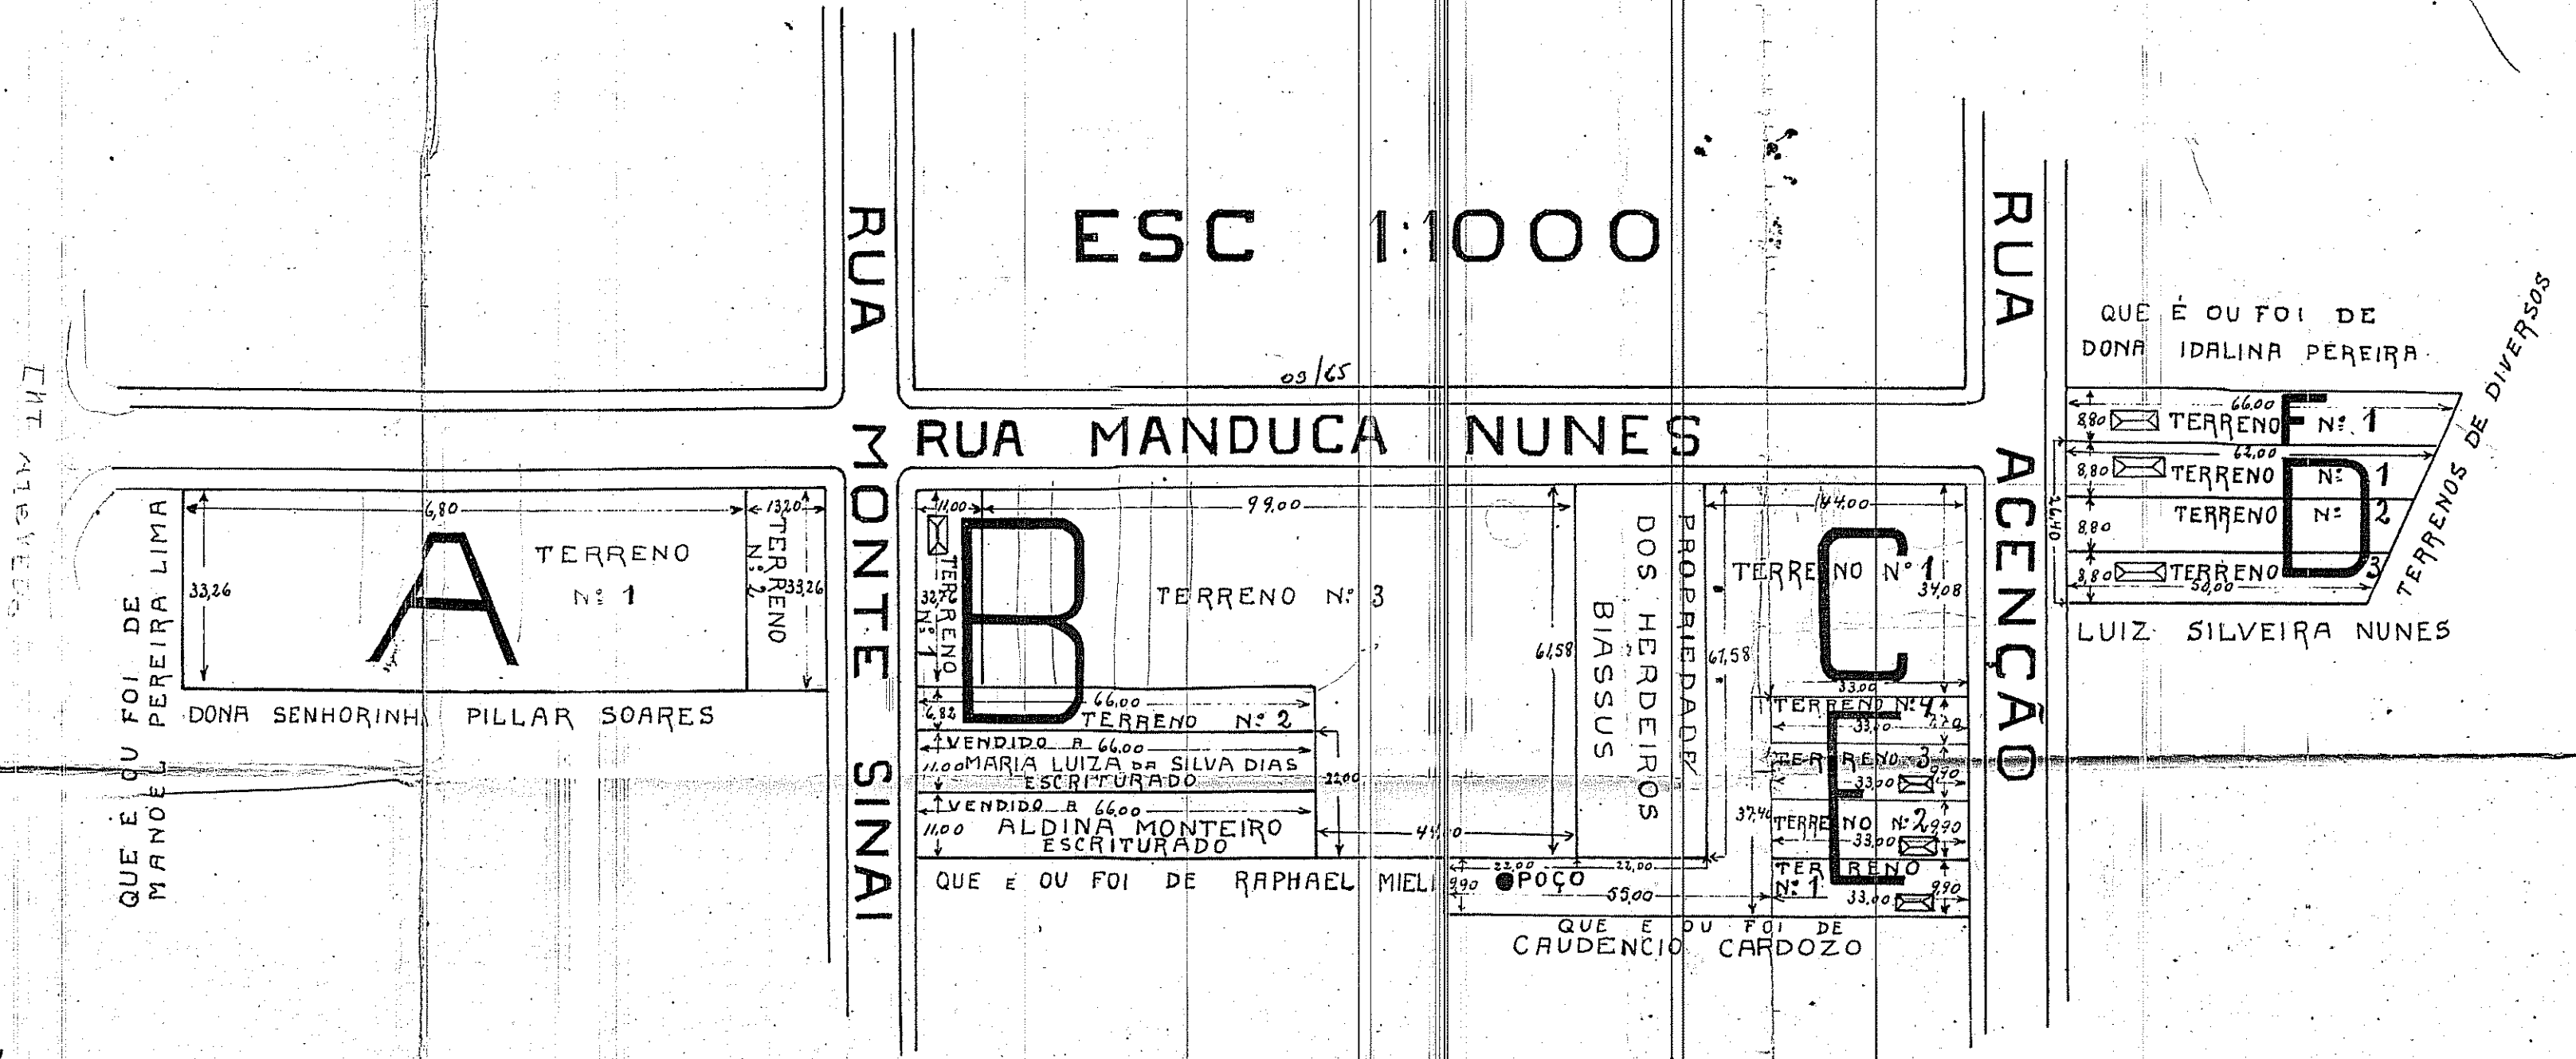 ESC 1:1000
09/65
RUA MONTE SINAI
RUA MANDUCA NUNES
RUA ACENÇÃO
QUE É OU FOI DE
MANOEL PEREIRA LIMA
A
6,80
13,20
33,26
TERRENO
Nº 1
TERRENO
Nº 2
33,26
DONA SENHORINHA PILLAR SOARES
B
11,00
99,00
TERRENO
Nº 1
TERRENO Nº 3
61,58
66,00
6,82
TERRENO Nº 2
VENDIDO A 66,00
11,00 MARIA LUIZA DA SILVA DIAS
ESCRITURADO
22,00
VENDIDO A 66,00
11,00 ALDINA MONTEIRO
ESCRITURADO
QUE E OU FOI DE RAPHAEL MIELI
PROPRIEDADE
DOS HERDEIROS
BIASSUS
61,58
C
44,00
TERRENO Nº 1
34,08
33,00
E
TERRENO Nº 4
33,00
7,70
TERRENO 3
9,90
33,00
37,40
TERRENO Nº 2
9,90
33,00
TERRENO
Nº 1
9,90
33,00
22,00
22,00
9,90
POÇO
55,00
QUE E OU FOI DE
CAUDENCIO CARDOZO
QUE É OU FOI DE
DONA IDALINA PEREIRA
F
66,00
8,80 TERRENO Nº 1
D
62,00
8,80 TERRENO Nº 1
26,40
8,80 TERRENO Nº 2
8,80 TERRENO 3
50,00
TERRENOS DE DIVERSOS
LUIZ SILVEIRA NUNES